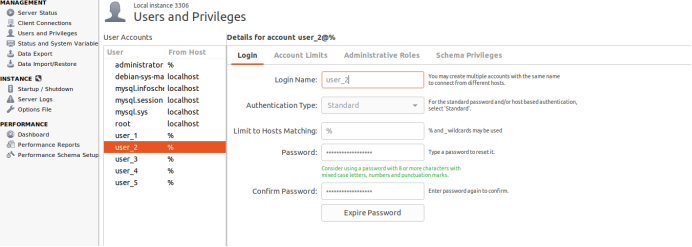 MANAGEMENT
Server Status
Client Connections
Users and Privileges
Status and System Variable
Data Export
Data Import/Restore
INSTANCE
Startup / Shutdown
Server Logs
Options File
PERFORMANCE
Dashboard
Performance Reports
Performance Schema Setup
Local instance 3306
Users and Privileges
User Accounts
User From Host
administrator %
debian-sys-ma localhost
mysql.infosche localhost
mysql.session localhost
mysql.sys localhost
root localhost
user_1 %
user_2 %
user_3 %
user_4 %
user_5 %
Details for account user_2@%
Login Account Limits Administrative Roles Schema Privileges
Login Name: user_2 You may create multiple accounts with the same name
to connect from different hosts.
Authentication Type: Standard For the standard password and/or host based authentication,
select 'Standard'.
Limit to Hosts Matching: % % and _ wildcards may be used
Password: ****************** Type a password to reset it.
Consider using a password with 8 or more characters with
mixed case letters, numbers and punctuation marks.
Confirm Password: ****************** Enter password again to confirm.
Expire Password